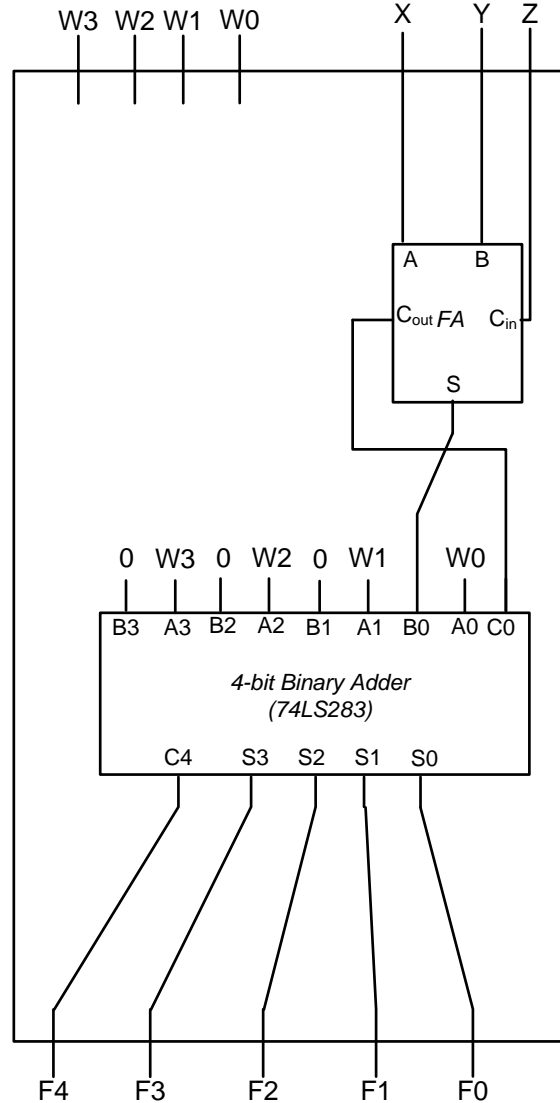 W3 W2 W1 W0 X Y Z
A B
Cout FA Cin
S
0 W3 0 W2 0 W1 W0
B3 A3 B2 A2 B1 A1 B0 A0 C0
4-bit Binary Adder
(74LS283)
C4 S3 S2 S1 S0
F4 F3 F2 F1 F0